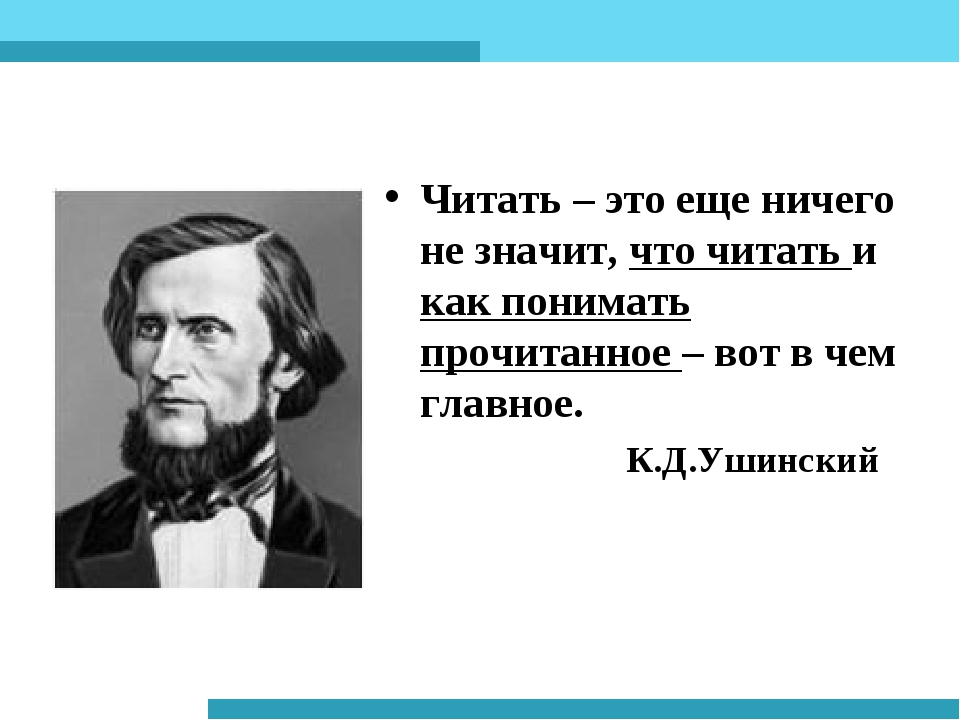 • Читать – это еще ничего
не значит, что читать и
как понимать
прочитанное – вот в чем
главное.
К.Д.Ушинский